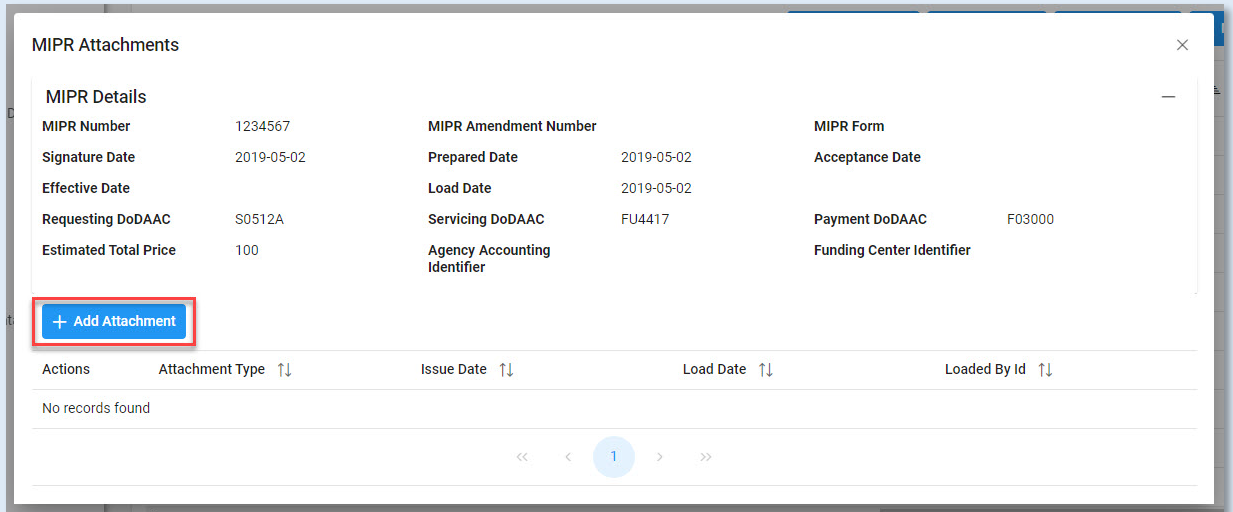 MIPR Attachments
MIPR Details
MIPR Number 1234567 MIPR Amendment Number MIPR Form
Signature Date 2019-05-02 Prepared Date 2019-05-02 Acceptance Date
Effective Date Load Date 2019-05-02
Requesting DoDAAC S0512A Servicing DoDAAC FU4417 Payment DoDAAC F03000
Estimated Total Price 100 Agency Accounting Funding Center Identifier
Identifier
Add Attachment
Actions Attachment Type Issue Date Load Date Loaded By Id
No records found
1